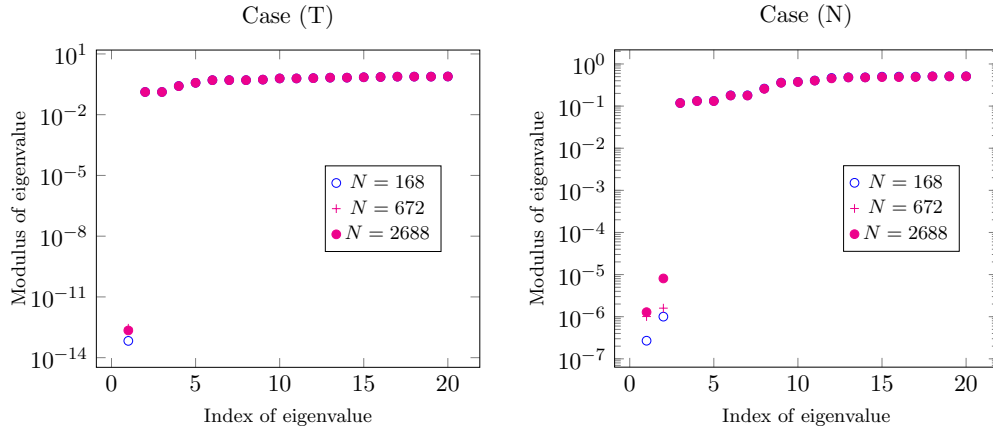 Case (T)
10^1
10^-2
10^-5
10^-8
10^-11
10^-14
Modulus of eigenvalue
0 5 10 15 20
Index of eigenvalue
N = 168
N = 672
N = 2688
Case (N)
10^0
10^-1
10^-2
10^-3
10^-4
10^-5
10^-6
10^-7
Modulus of eigenvalue
0 5 10 15 20
Index of eigenvalue
N = 168
N = 672
N = 2688